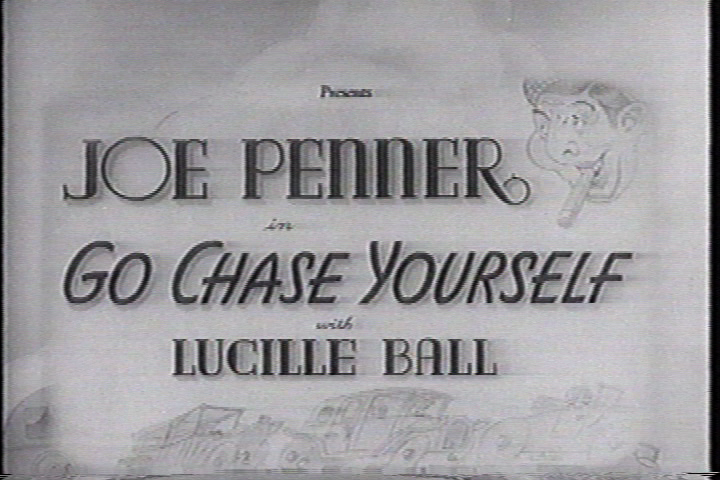 Presents
JOE PENNER
in
GO CHASE YOURSELF
with
LUCILLE BALL